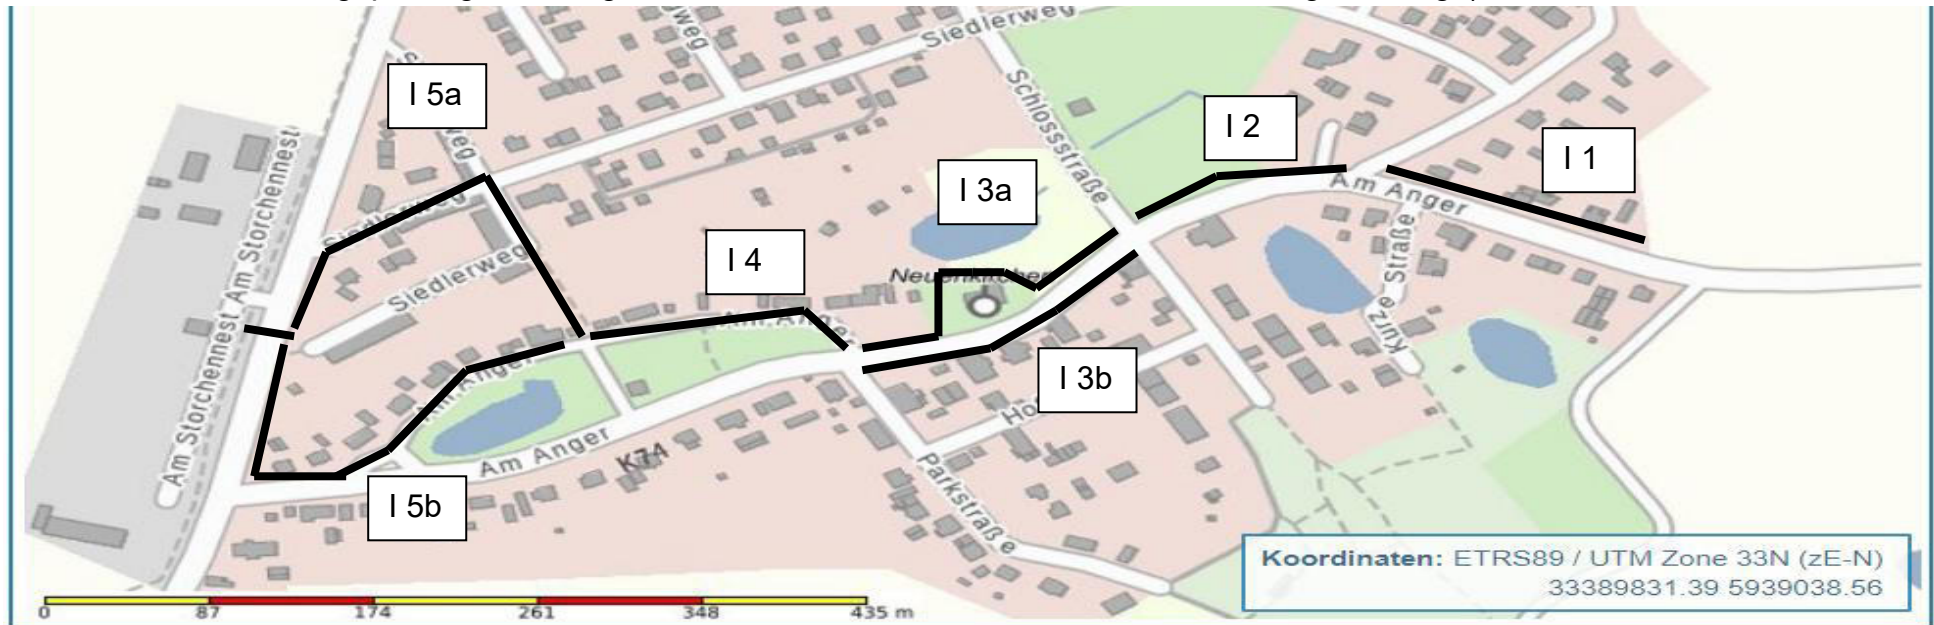 Siedlerweg
I 5a
Schlossstraße
I 2
I 1
I 3a
Am Anger
Am Storchennest
Siedlerweg
I 4
Kurze Straße
Siedlerweg
Am Anger
I 3b
Am Anger
K74
I 5b
Am Storchennest
Parkstraße
Koordinaten: ETRS89 / UTM Zone 33N (zE-N)
33389831.39 5939038.56
0 87 174 261 348 435 m